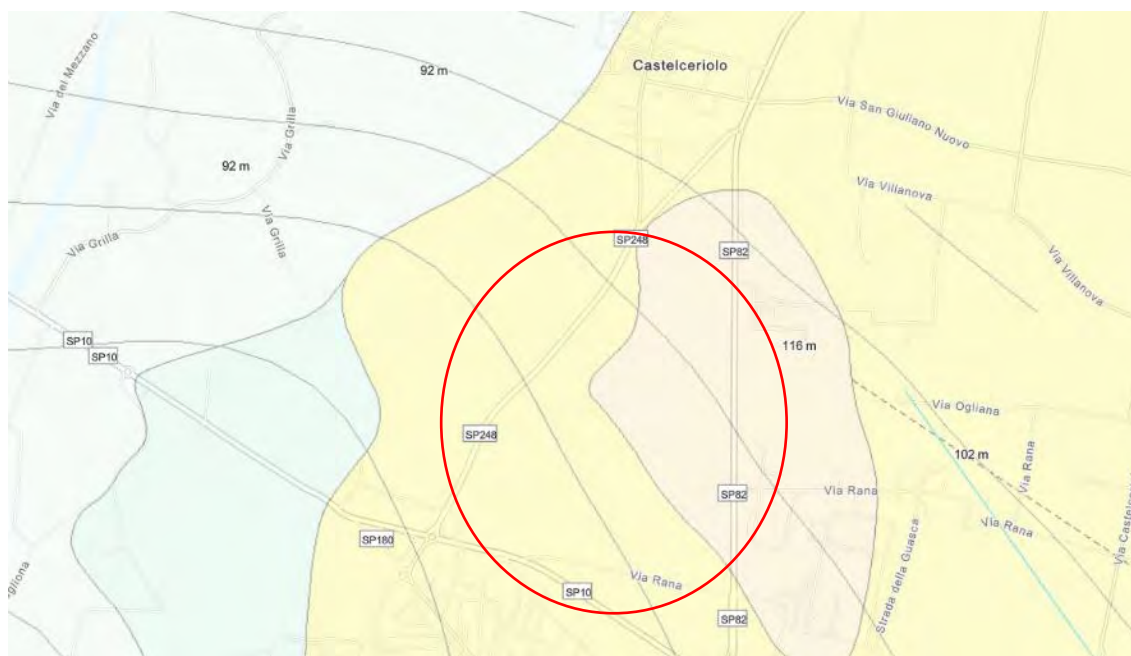 Via del Mezzano
92 m
Castelceriolo
Via Grilla
Via San Giuliano Nuovo
92 m
Via Villanova
Via Grilla
Via Grilla
SP248
SP82
Via Villanova
SP10
SP10
116 m
Via Ogliana
SP248
102 m
Via Rana
SP82
Via Rana
Via Rana
SP180
Via Rana
SP10
Strada della Guasca
SP82